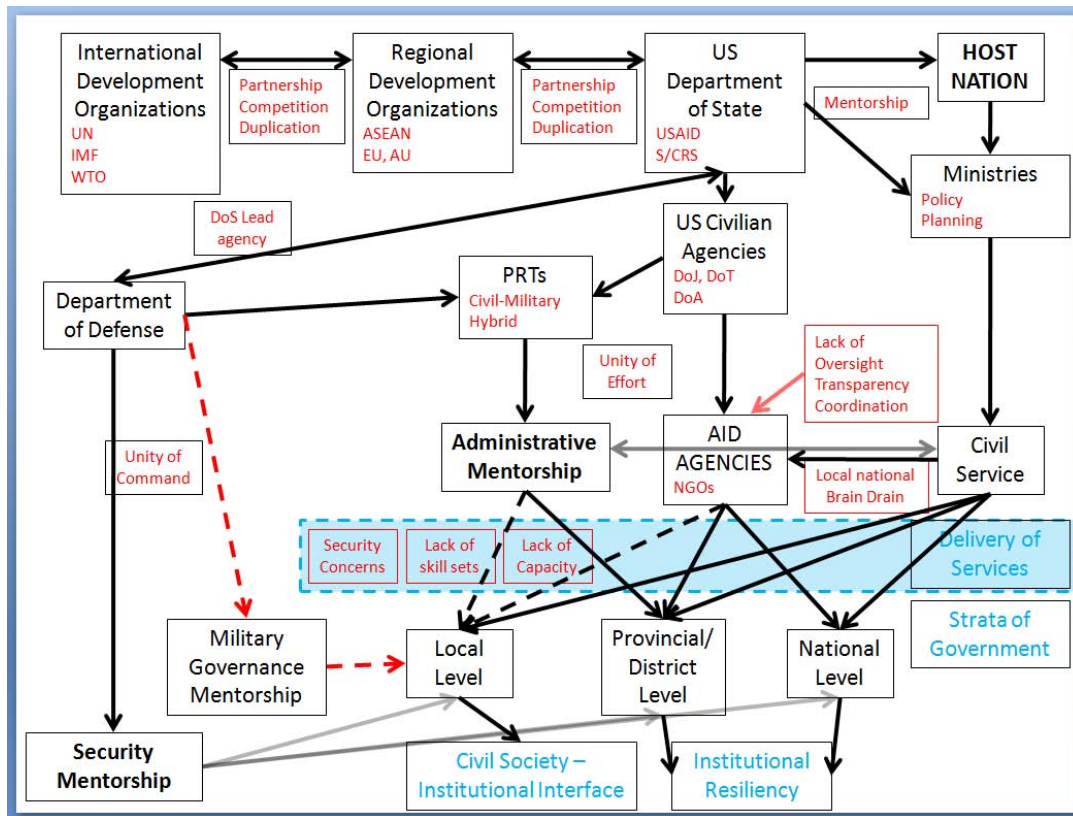 International
Development
Organizations
UN
IMF
WTO
Partnership
Competition
Duplication
Regional
Development
Organizations
ASEAN
EU, AU
Partnership
Competition
Duplication
US
Department
of State
USAID
S/CRS
Mentorship
HOST
NATION
Ministries
Policy
Planning
DoS Lead
agency
US Civilian
Agencies
DoJ, DoT
DoA
PRTs
Civil-Military
Hybrid
Department
of Defense
Unity of
Effort
Lack of
Oversight
Transparency
Coordination
Unity of
Command
Administrative
Mentorship
AID
AGENCIES
NGOs
Local national
Brain Drain
Civil
Service
Security
Concerns
Lack of
skill sets
Lack of
Capacity
Delivery of
Services
Strata of
Government
Military
Governance
Mentorship
Local
Level
Provincial/
District
Level
National
Level
Security
Mentorship
Civil Society –
Institutional Interface
Institutional
Resiliency